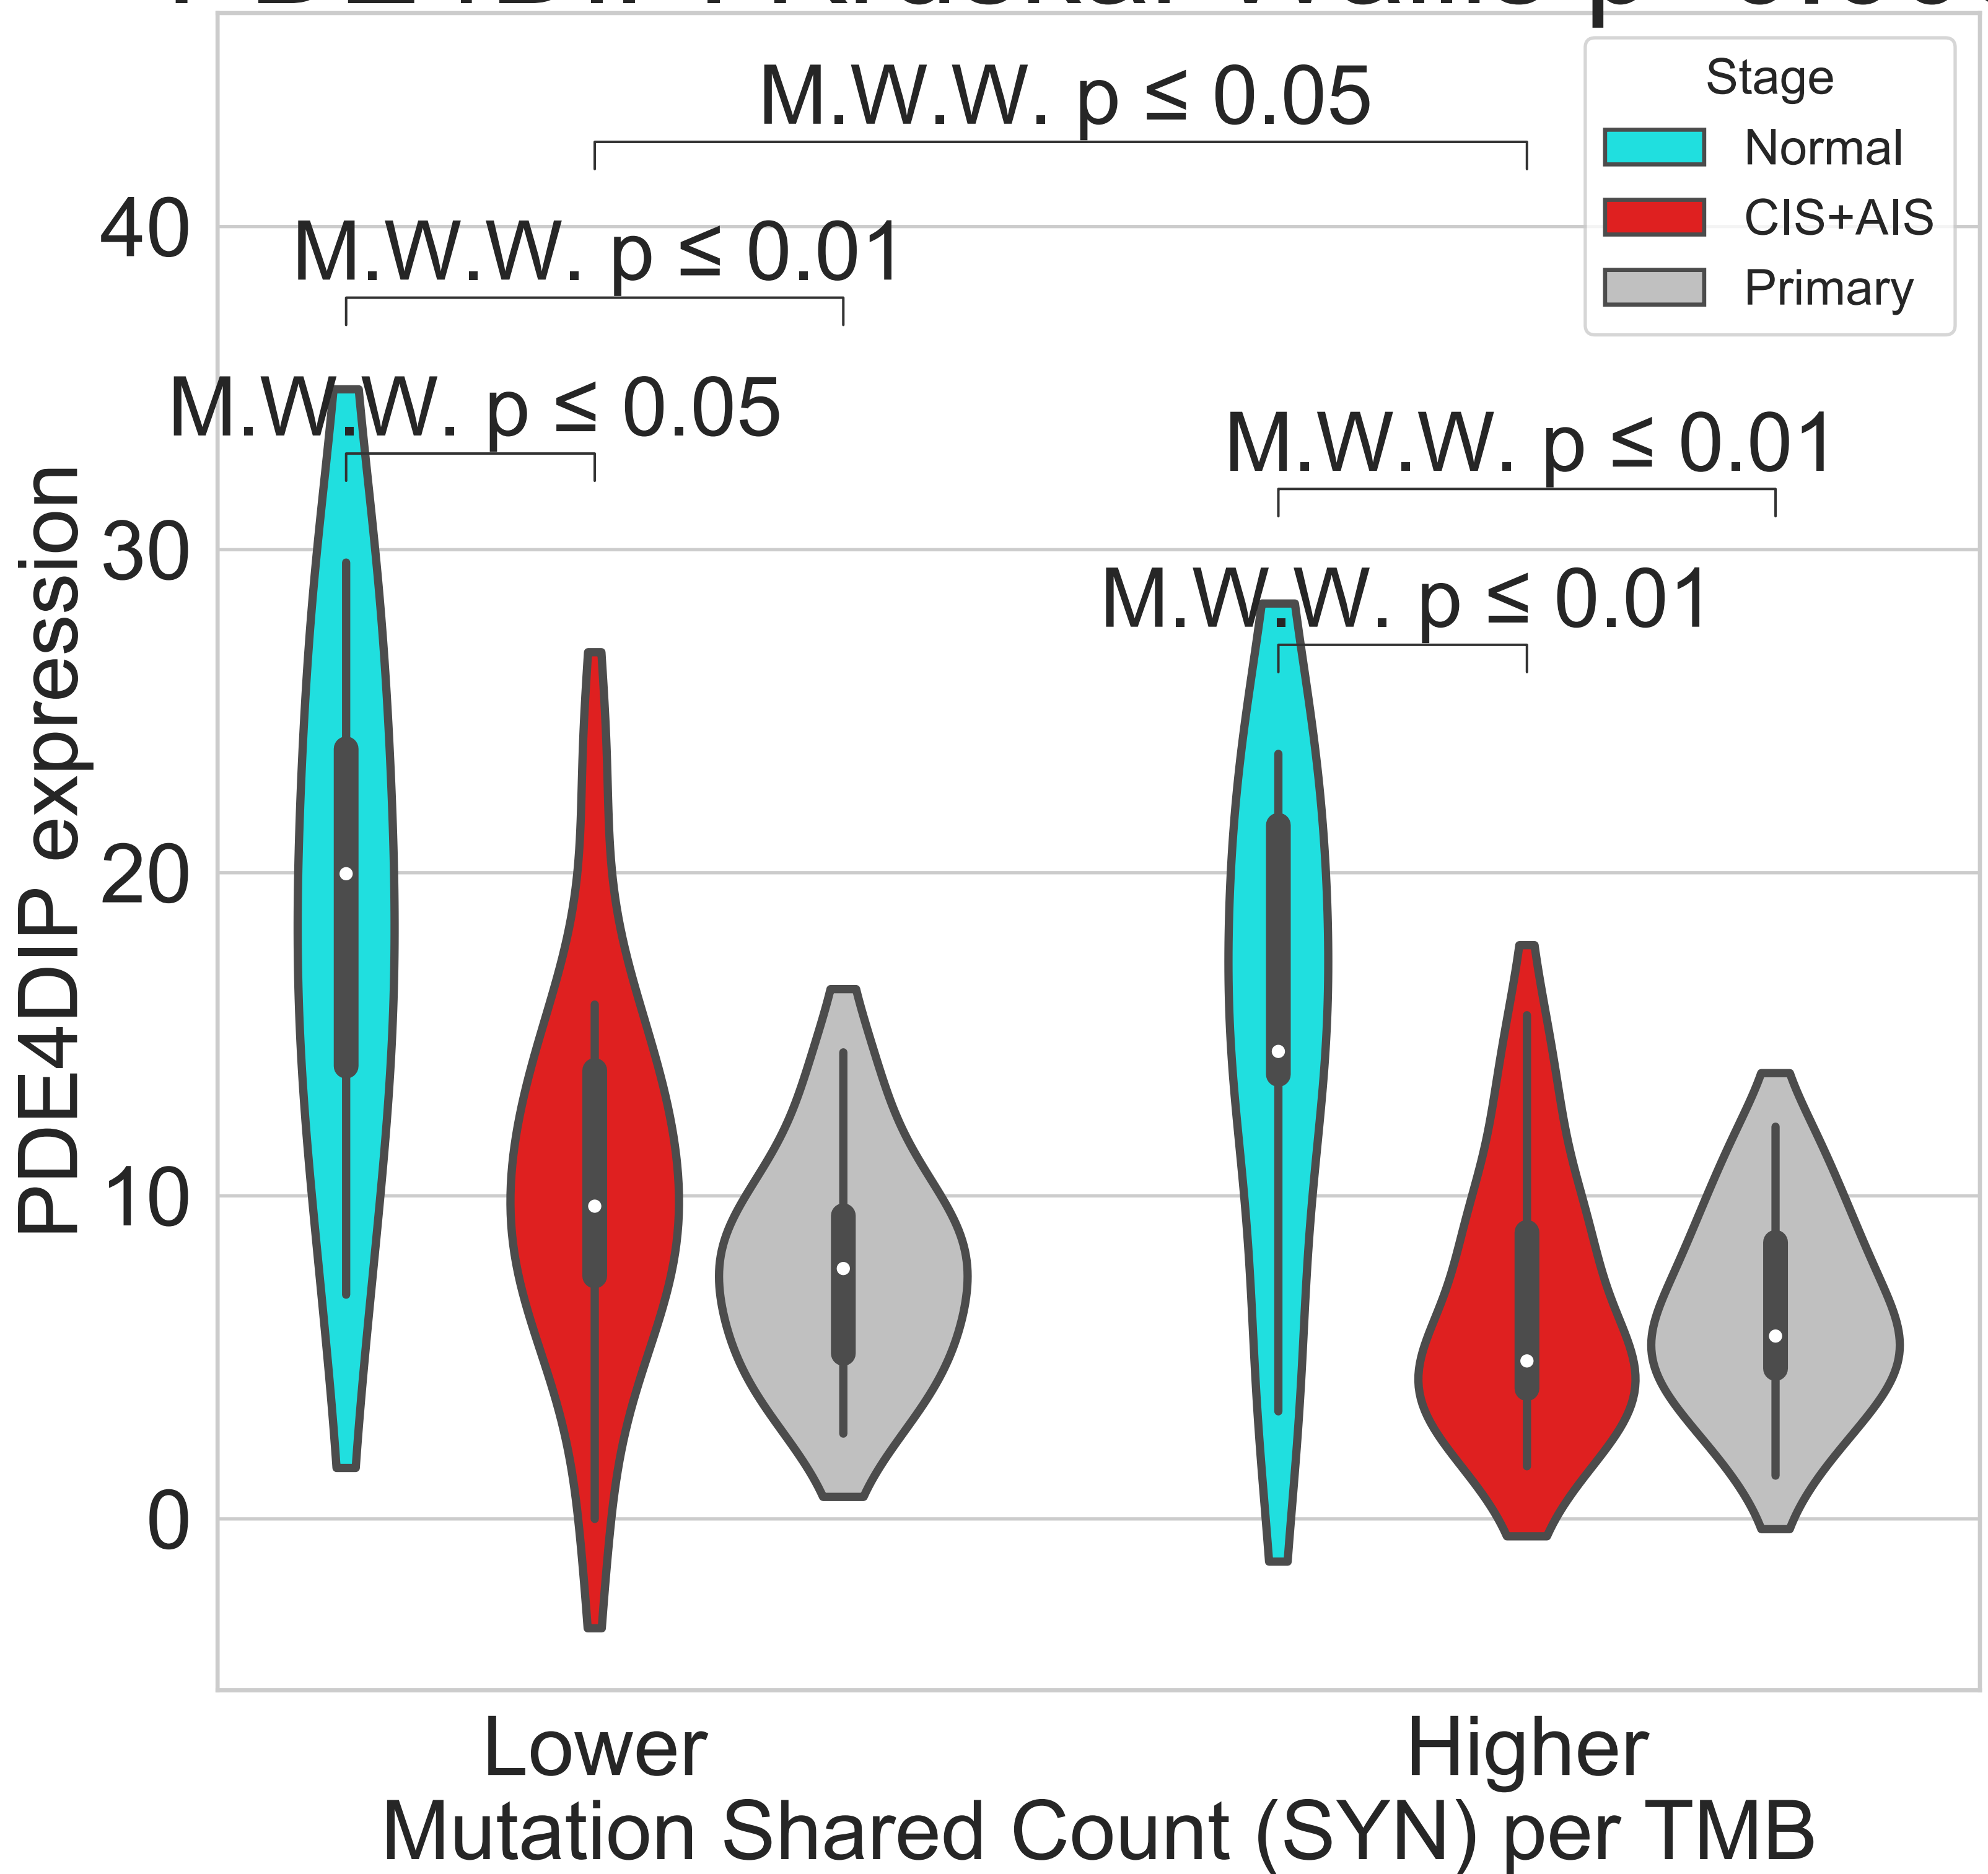 M.W.W. p ≤ 0.05
Stage
Normal
CIS+AIS
Primary
M.W.W. p ≤ 0.01
M.W.W. p ≤ 0.05
M.W.W. p ≤ 0.01
M.W.W. p ≤ 0.01
40
30
20
10
0
PDE4DIP expression
Lower
Higher
Mutation Shared Count (SYN) per TMB